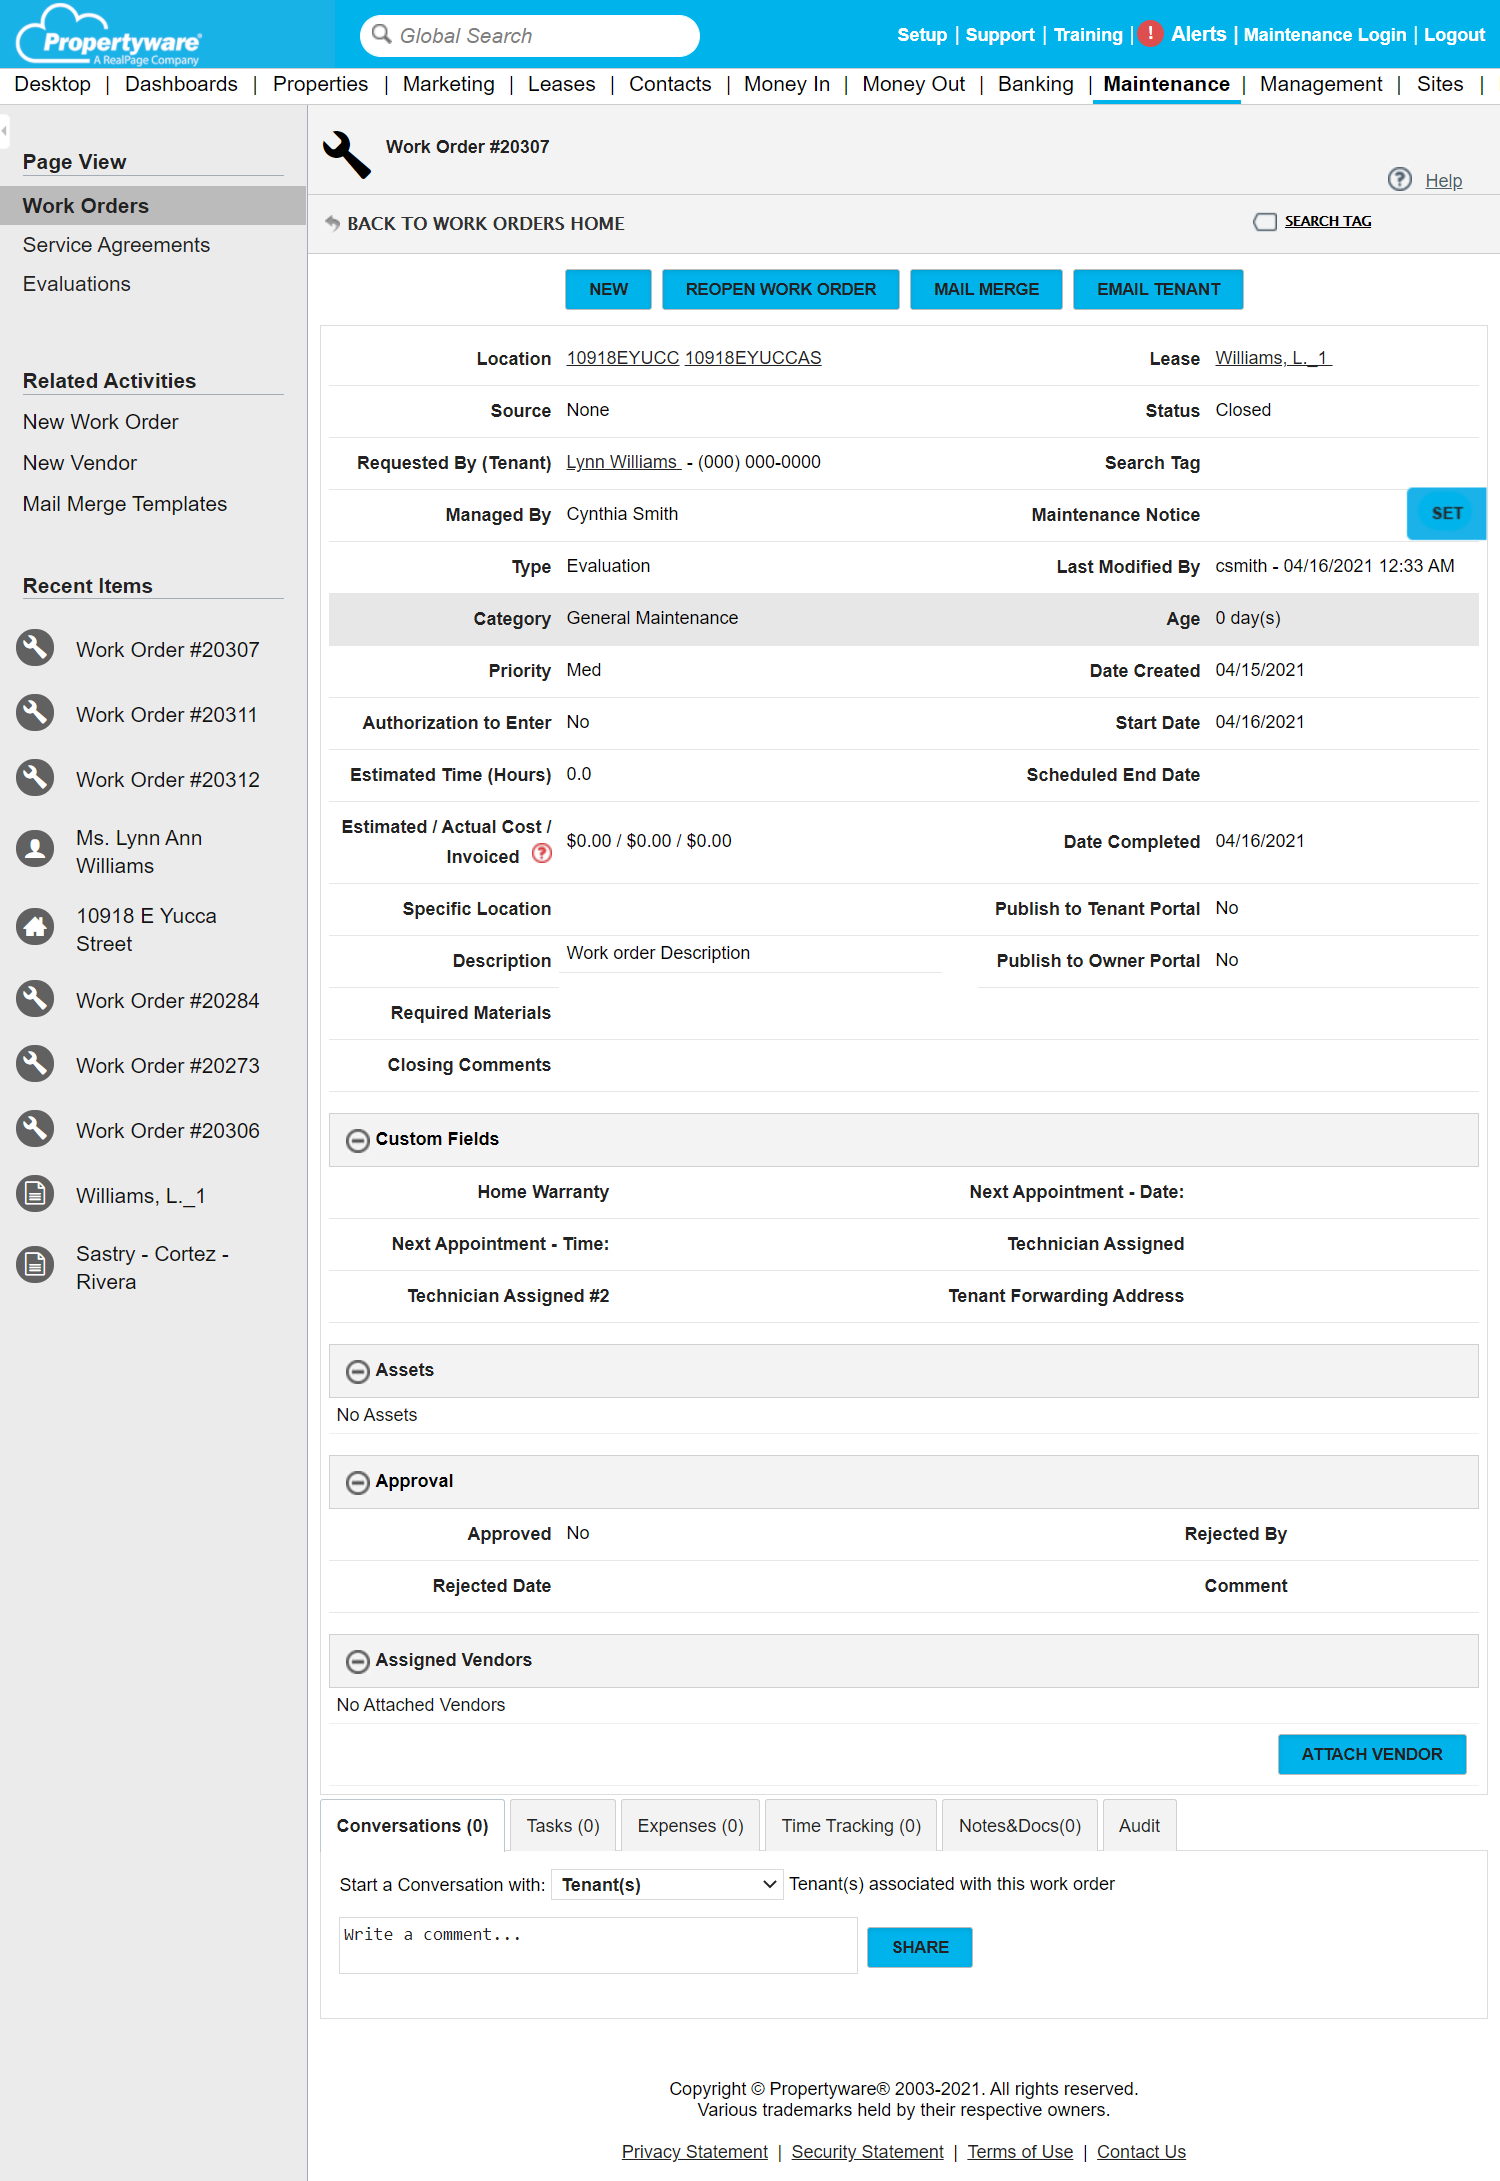 Propertyware®
A RealPage Company
Global Search
Setup | Support | Training | ! Alerts | Maintenance Login | Logout
Desktop | Dashboards | Properties | Marketing | Leases | Contacts | Money In | Money Out | Banking | Maintenance | Management | Sites |
Page View
Work Orders
Service Agreements
Evaluations
Related Activities
New Work Order
New Vendor
Mail Merge Templates
Recent Items
Work Order #20307
Work Order #20311
Work Order #20312
Ms. Lynn Ann
Williams
10918 E Yucca
Street
Work Order #20284
Work Order #20273
Work Order #20306
Williams, L._1
Sastry - Cortez -
Rivera
Work Order #20307
? Help
BACK TO WORK ORDERS HOME
SEARCH TAG
NEW REOPEN WORK ORDER MAIL MERGE EMAIL TENANT
Location 10918EYUCC 10918EYUCCAS Lease Williams, L._1
Source None Status Closed
Requested By (Tenant) Lynn Williams - (000) 000-0000 Search Tag
Managed By Cynthia Smith Maintenance Notice SET
Type Evaluation Last Modified By csmith - 04/16/2021 12:33 AM
Category General Maintenance Age 0 day(s)
Priority Med Date Created 04/15/2021
Authorization to Enter No Start Date 04/16/2021
Estimated Time (Hours) 0.0 Scheduled End Date
Estimated / Actual Cost /
Invoiced ? $0.00 / $0.00 / $0.00 Date Completed 04/16/2021
Specific Location Publish to Tenant Portal No
Description Work order Description Publish to Owner Portal No
Required Materials
Closing Comments
Custom Fields
Home Warranty Next Appointment - Date:
Next Appointment - Time: Technician Assigned
Technician Assigned #2 Tenant Forwarding Address
Assets
No Assets
Approval
Approved No Rejected By
Rejected Date Comment
Assigned Vendors
No Attached Vendors
ATTACH VENDOR
Conversations (0) Tasks (0) Expenses (0) Time Tracking (0) Notes&Docs(0) Audit
Start a Conversation with: Tenant(s) Tenant(s) associated with this work order
Write a comment... SHARE
Copyright © Propertyware® 2003-2021. All rights reserved.
Various trademarks held by their respective owners.
Privacy Statement | Security Statement | Terms of Use | Contact Us